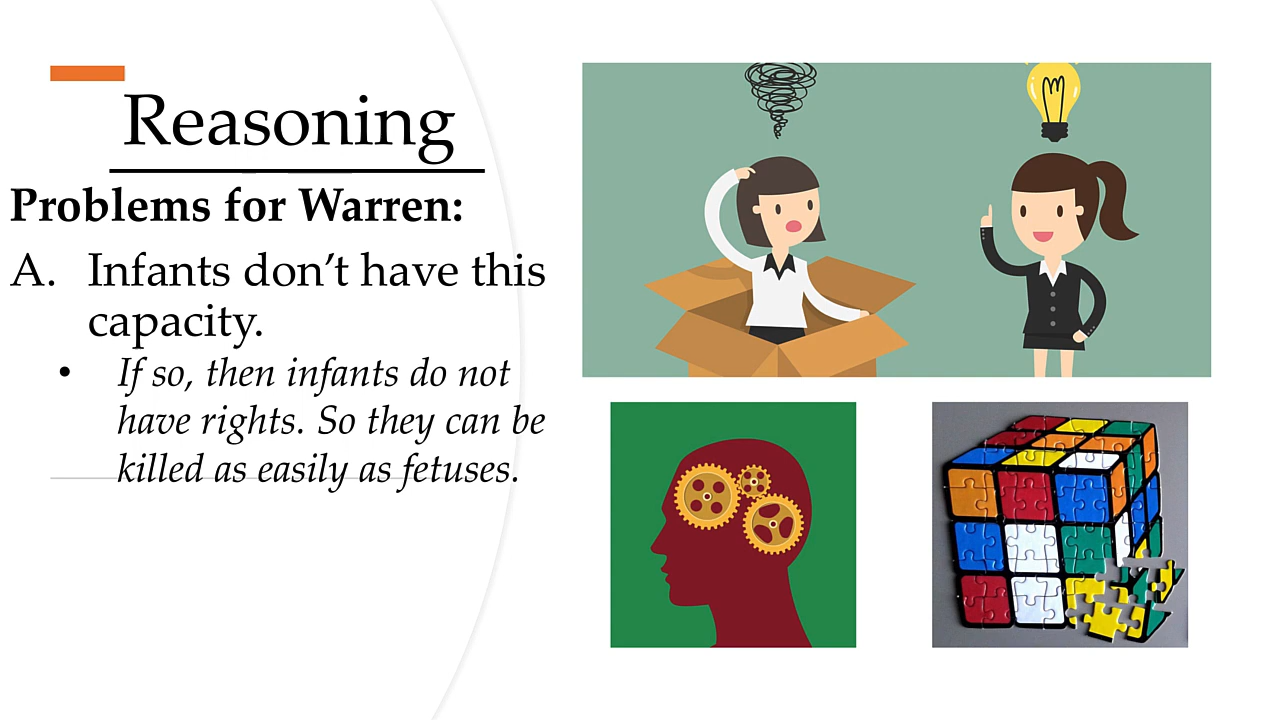 Reasoning
Problems for Warren:
A. Infants don’t have this
capacity.
• If so, then infants do not
have rights. So they can be
killed as easily as fetuses.